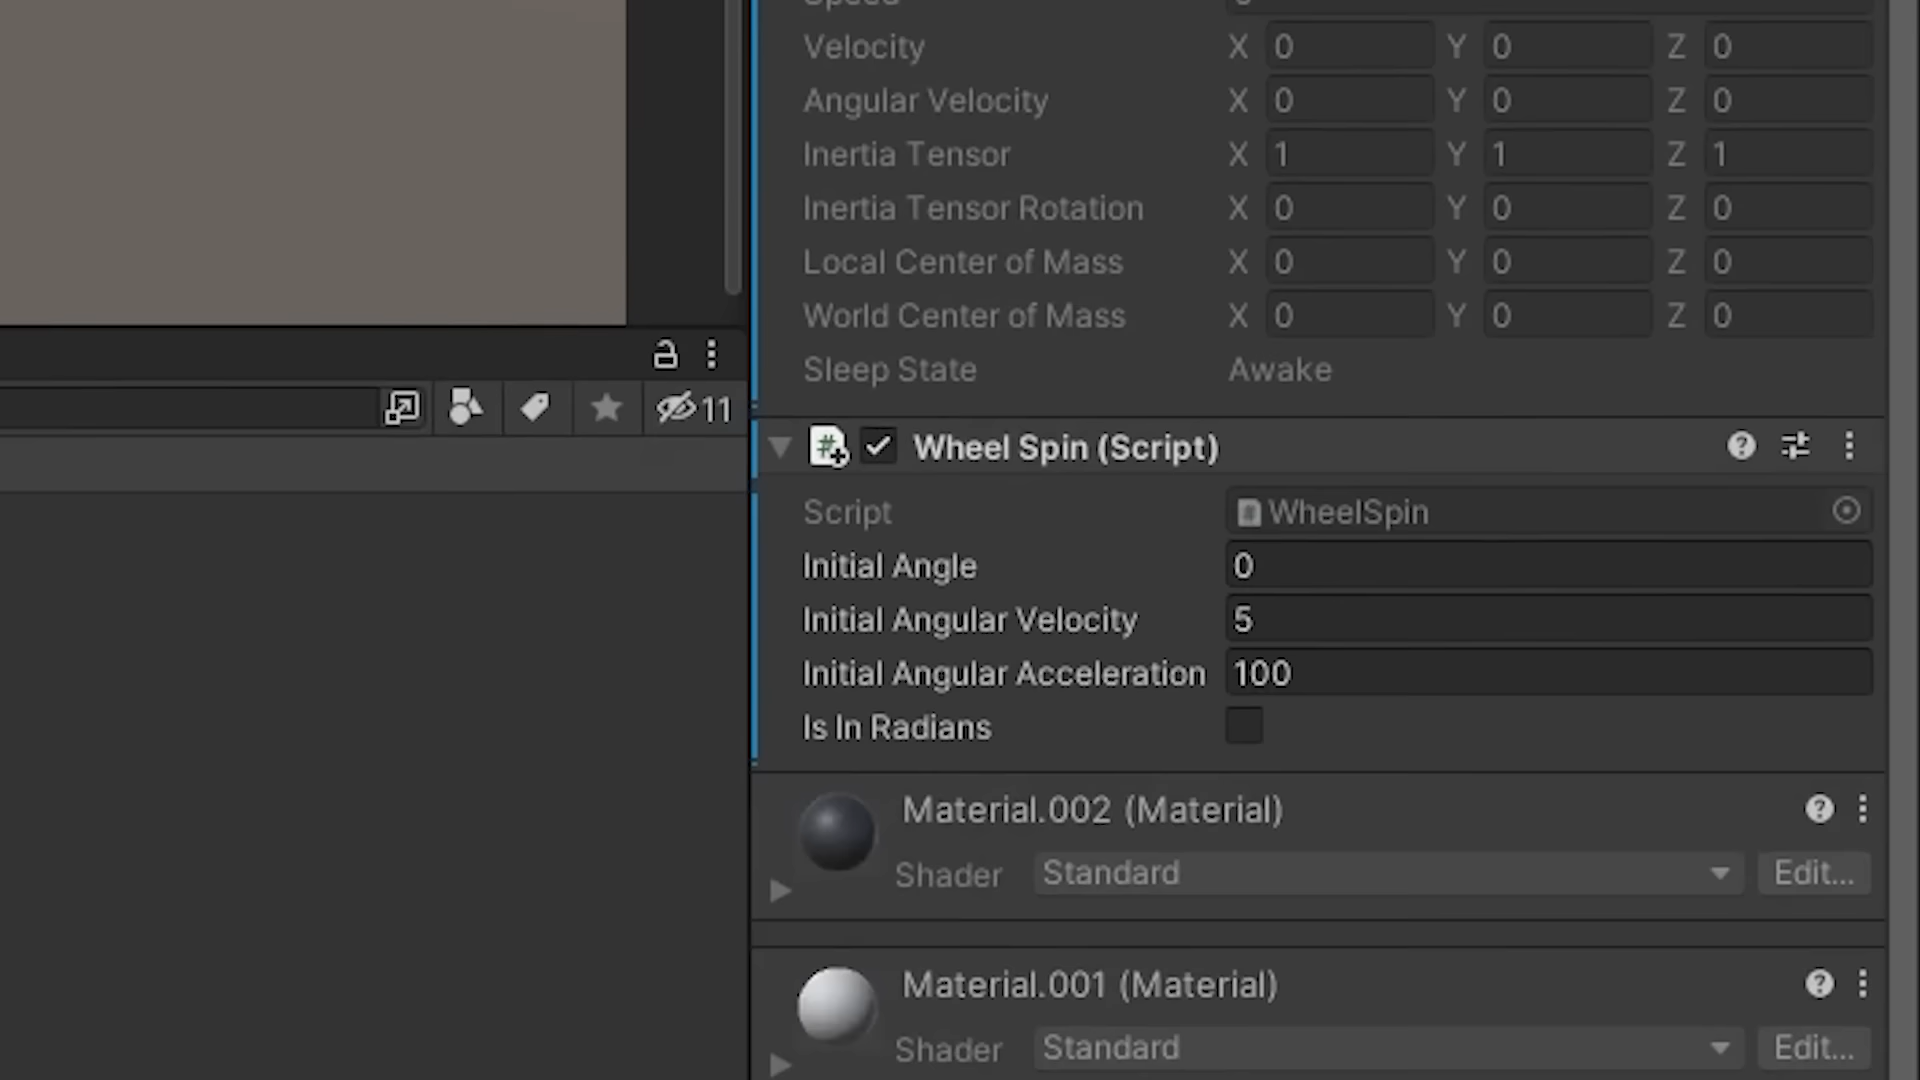 Speed
Velocity X 0 Y 0 Z 0
Angular Velocity X 0 Y 0 Z 0
Inertia Tensor X 1 Y 1 Z 1
Inertia Tensor Rotation X 0 Y 0 Z 0
Local Center of Mass X 0 Y 0 Z 0
World Center of Mass X 0 Y 0 Z 0
Sleep State Awake
11
# Wheel Spin (Script)
Script # WheelSpin
Initial Angle 0
Initial Angular Velocity 5
Initial Angular Acceleration 100
Is In Radians
Material.002 (Material)
Shader Standard Edit...
Material.001 (Material)
Shader Standard Edit...